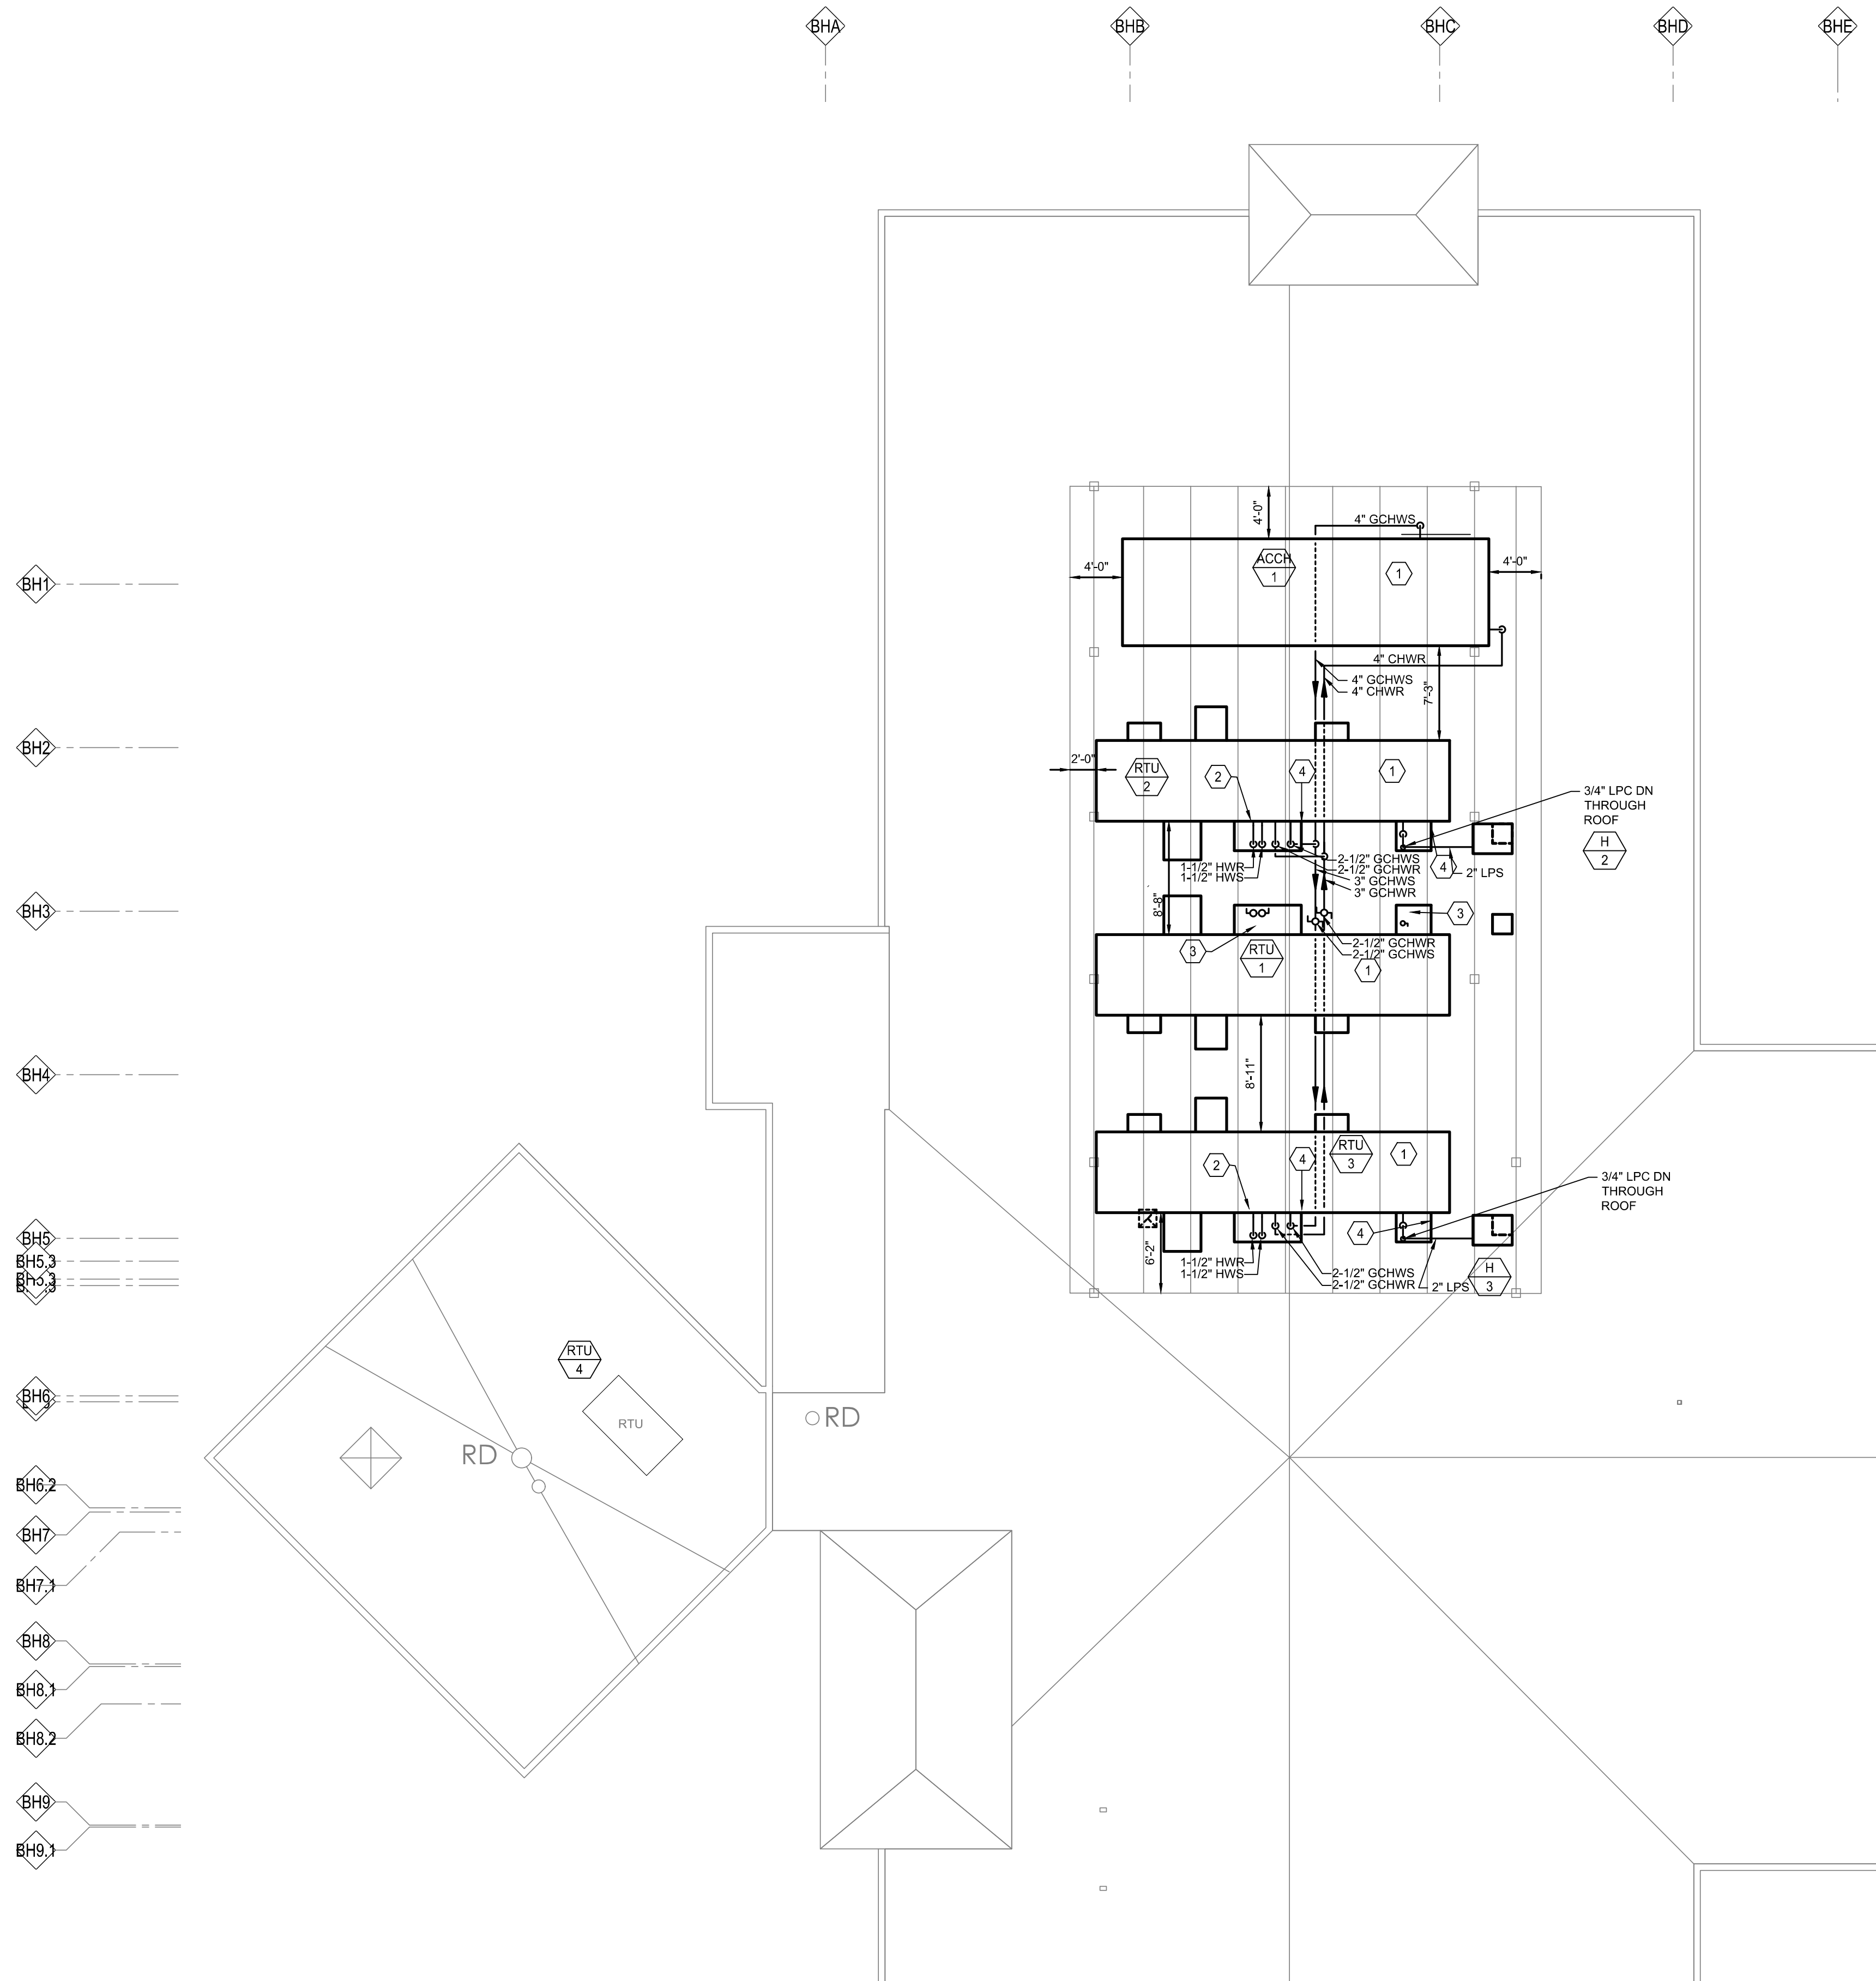 BHA
BHB
BHC
BHD
BHE
4'-0"
4" GCHWS
ACCH
1
1
4'-0"
4'-0"
BH1
4" CHWR
4" GCHWS
4" CHWR
7'-3"
BH2
2'-0"
RTU
2
2
4
1
3/4" LPC DN
THROUGH
ROOF
H
2
1-1/2" HWR
1-1/2" HWS
2-1/2" GCHWS
2-1/2" GCHWR
3" GCHWS
3" GCHWR
4
2" LPS
8'-8"
BH3
3
3
RTU
1
2-1/2" GCHWR
2-1/2" GCHWS
1
BH4
8'-11"
2
4
RTU
3
1
3/4" LPC DN
THROUGH
ROOF
4
6'-2"
1-1/2" HWR
1-1/2" HWS
2-1/2" GCHWS
2-1/2" GCHWR
2" LPS
H
3
BH5
BH5.3
BH5.3
RTU
4
BH6
RTU
RD
RD
BH6.2
BH7
BH7.1
BH8
BH8.1
BH8.2
BH9
BH9.1